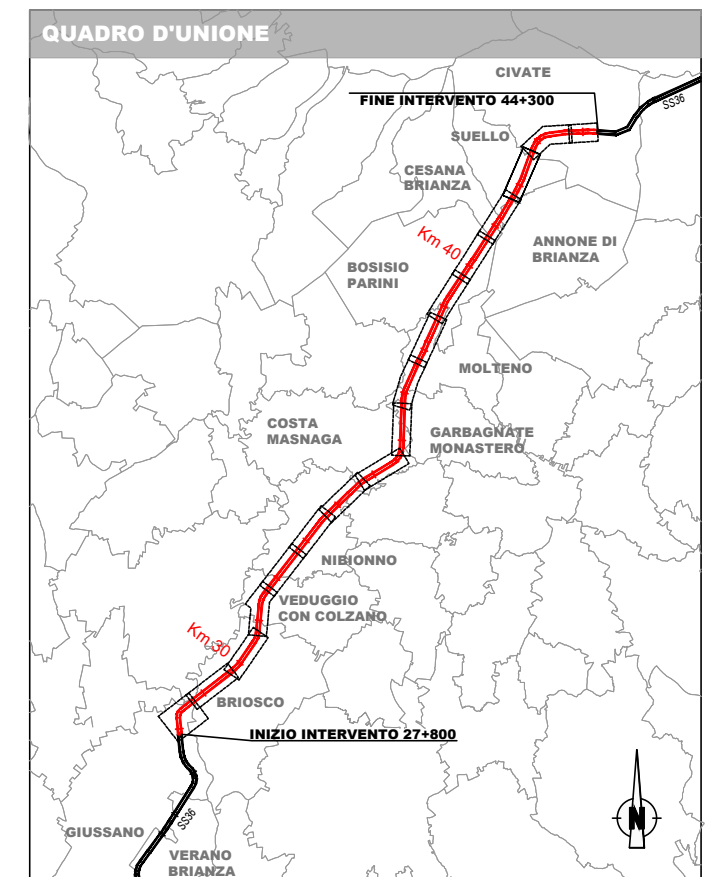 QUADRO D'UNIONE
CIVATE
FINE INTERVENTO 44+300
SS36
SUELLO
CESANA
BRIANZA
Km 40
ANNONE DI
BRIANZA
BOSISIO
PARINI
MOLTENO
COSTA
MASNAGA
GARBAGNATE
MONASTERO
NIBIONNO
VEDUGGIO
CON COLZANO
Km 30
BRIOSCO
INIZIO INTERVENTO 27+800
N
SS36
GIUSSANO
VERANO
BRIANZA